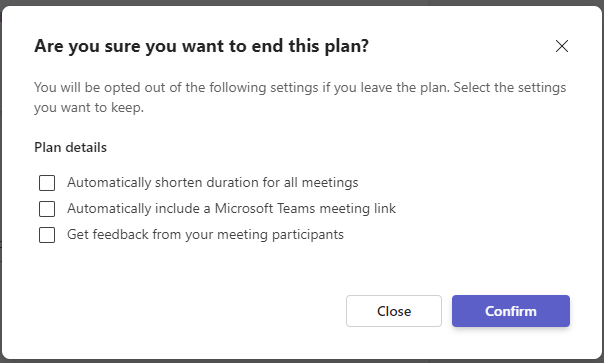 Are you sure you want to end this plan?
You will be opted out of the following settings if you leave the plan. Select the settings
you want to keep.
Plan details
Automatically shorten duration for all meetings
Automatically include a Microsoft Teams meeting link
Get feedback from your meeting participants
Close
Confirm